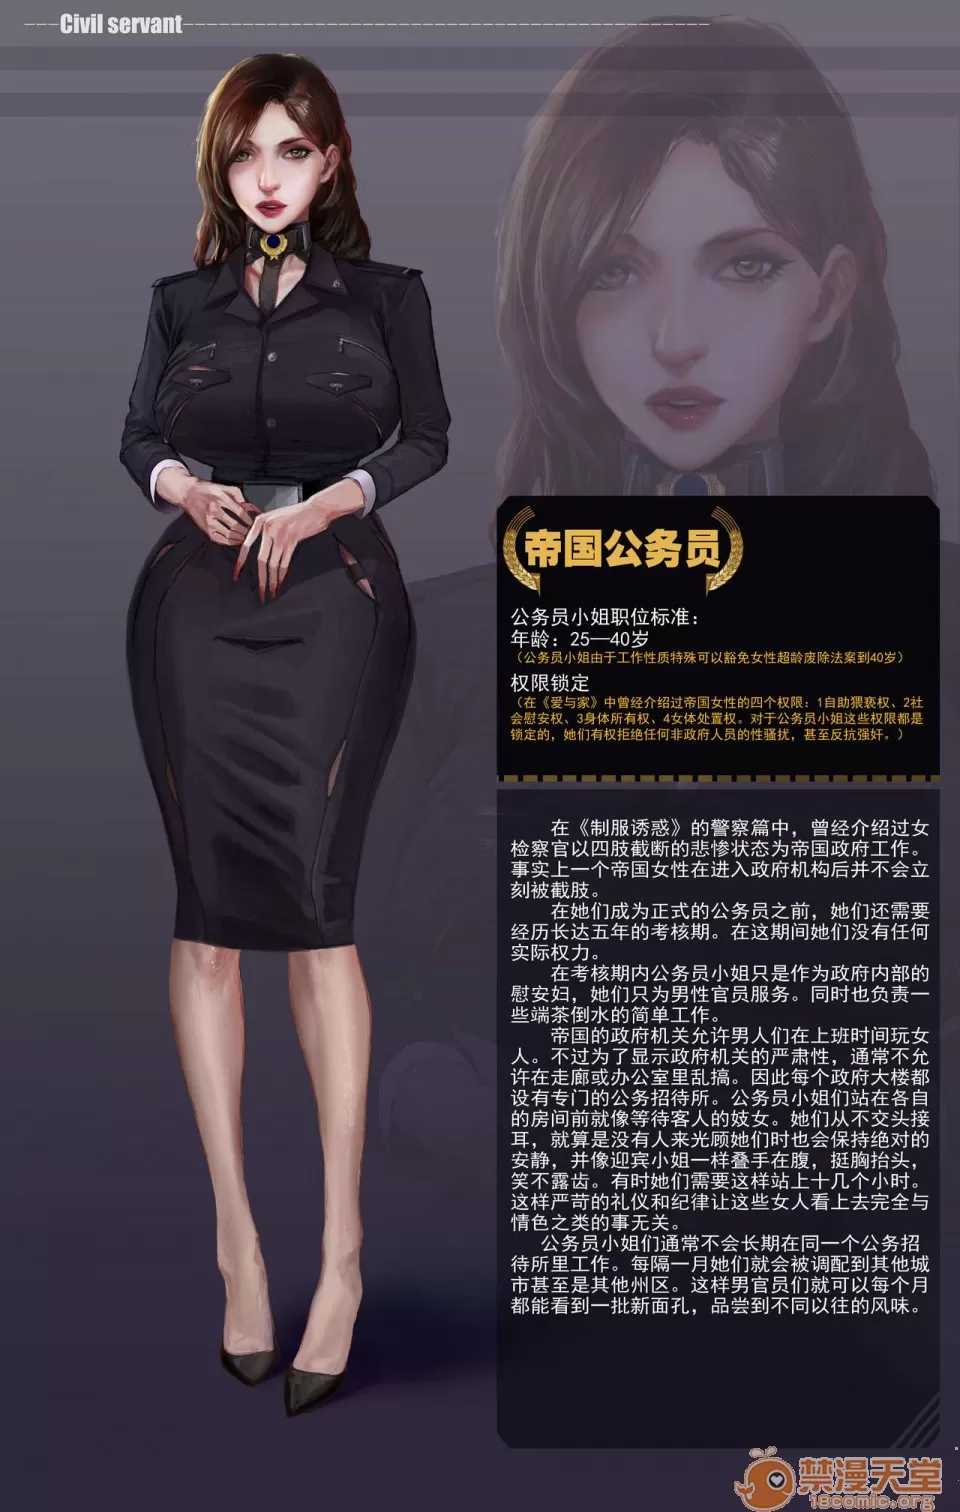 Civil servant
帝国公务员
公务员小姐职位标准：
年龄：25—40岁
（公务员小姐由于工作性质特殊可以豁免女性超龄废除法案到40岁）
权限锁定
（在《爱与家》中曾经介绍过帝国女性的四个权限：1自助猥亵权、2社
会慰安权、3身体所有权、4女体处置权。对于公务员小姐这些权限都是
锁定的，她们有权拒绝任何非政府人员的性骚扰，甚至反抗强奸。）
在《制服诱惑》的警察篇中，曾经介绍过女
检察官以四肢截断的悲惨状态为帝国政府工作。
事实上一个帝国女性在进入政府机构后并不会立
刻被截肢。
在她们成为正式的公务员之前，她们还需要
经历长达五年的考核期。在这期间她们没有任何
实际权力。
在考核期内公务员小姐只是作为政府内部的
慰安妇，她们只为男性官员服务。同时也负责一
些端茶倒水的简单工作。
帝国的政府机关允许男人们在上班时间玩女
人。不过为了显示政府机关的严肃性，通常不允
许在走廊或办公室里乱搞。因此每个政府大楼都
设有专门的公务招待所。公务员小姐们站在各自
的房间前就像等待客人的妓女。她们从不交头接
耳，就算是没有人来光顾她们时也会保持绝对的
安静，并像迎宾小姐一样叠手在腹，挺胸抬头，
笑不露齿。有时她们需要这样站上十几个小时。
这样严苛的礼仪和纪律让这些女人看上去完全与
情色之类的事无关。
公务员小姐们通常不会长期在同一个公务招
待所里工作。每隔一月她们就会被调配到其他城
市甚至是其他州区。这样男官员们就可以每个月
都能看到一批新面孔，品尝到不同以往的风味。
禁漫天堂
18comic.org